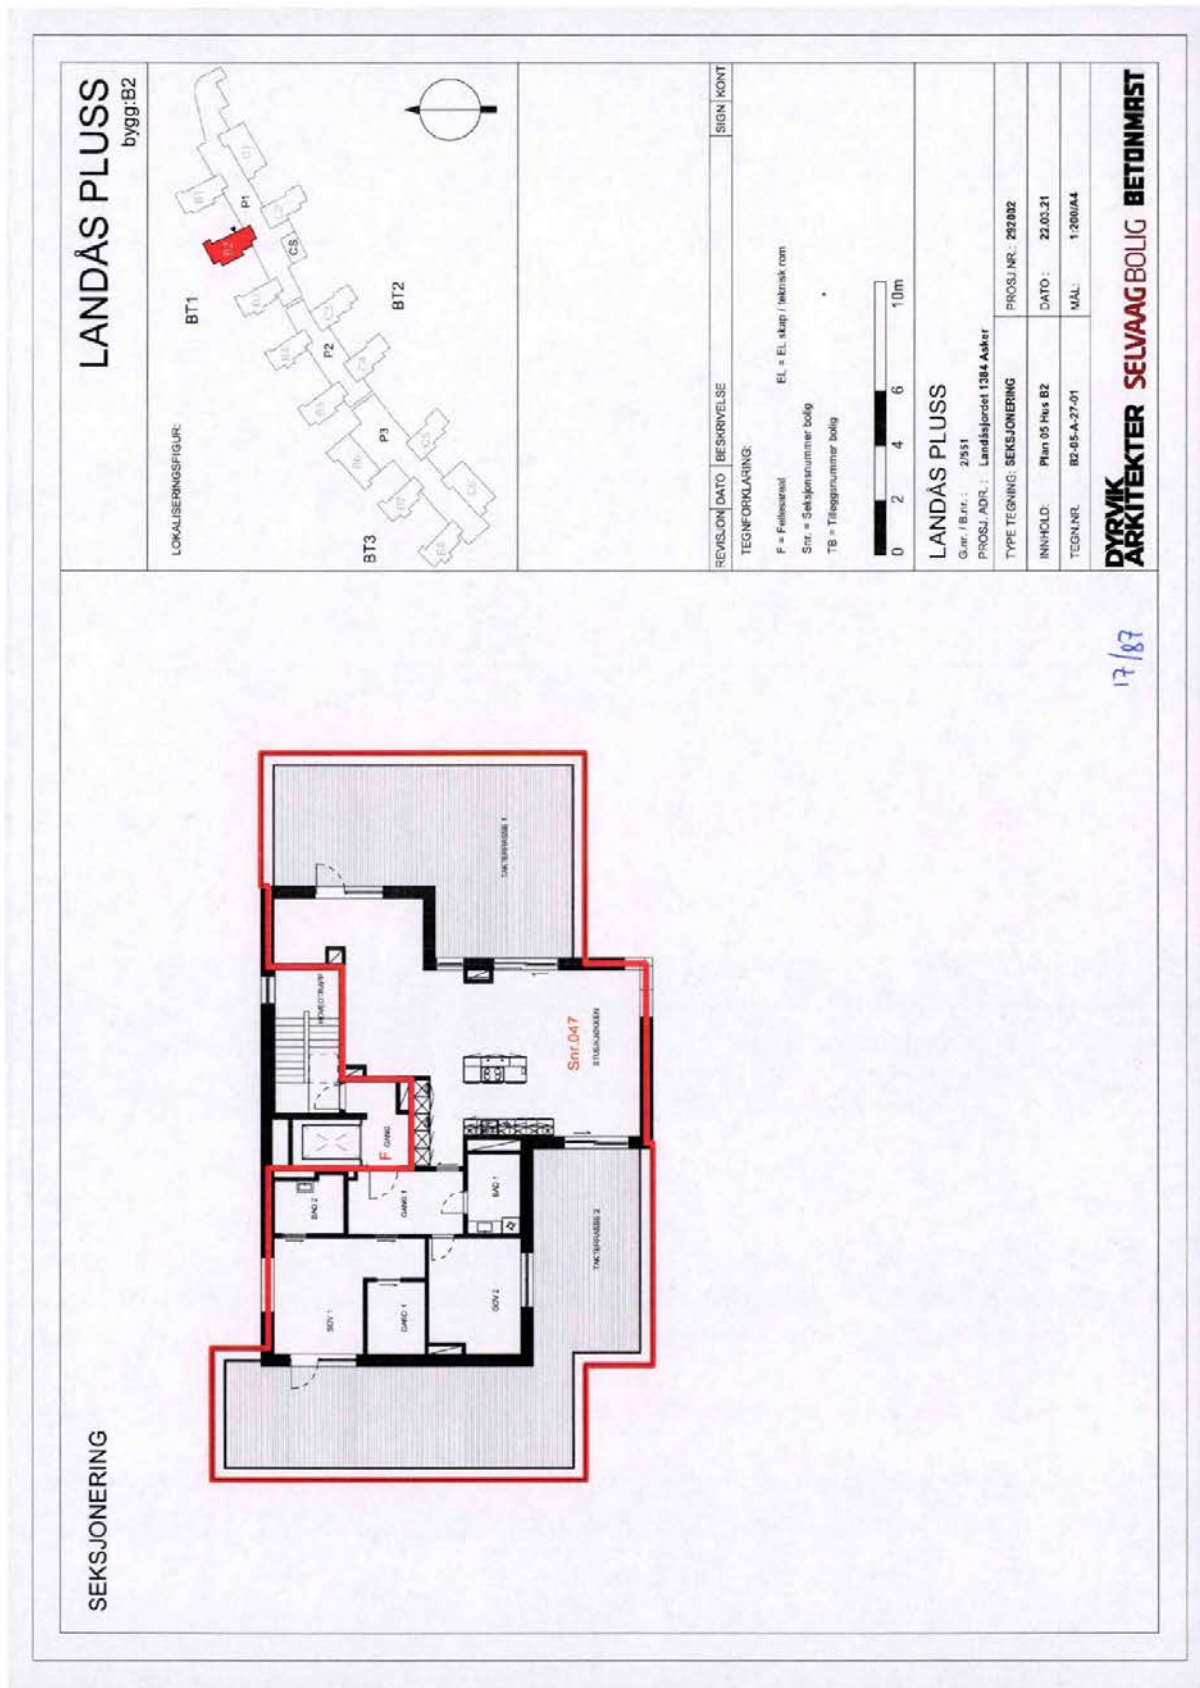 SEKSJONERING
LANDÅS PLUSS
bygg:B2
LOKALISERINGSFIGUR:
BT1
BT2
BT3
P1
P2
P3
CS
B2
REVISJON DATO BESKRIVELSE SIGN KONT
TEGNFORKLARING:
F = Fellesareal
EL = EL skap / teknisk rom
Snr. = Seksjonsnummer bolig
TB = Tilleggsnummer bolig
0 2 4 6 10m
LANDÅS PLUSS
G.nr. / B.nr. : 2/551
PROSJ. ADR. : Landåsjordet 1384 Asker
TYPE TEGNING: SEKSJONERING
PROSJ.NR.: 292002
INNHOLD: Plan 05 Hus B2
DATO : 22.03.21
TEGN.NR. B2-05-A-27-01
MÅL: 1:200/A4
DYRVIK
ARKITEKTER SELVAAGBOLIG BETONMAST
17/87
TAKTERRASSE 1
HOVEDTRAPP
Snr.047
STUE/KJØKKEN
F GANG
BAD 2
GANG 1
BAD 1
SOV 1
GARD 1
SOV 2
TAKTERRASSE 2